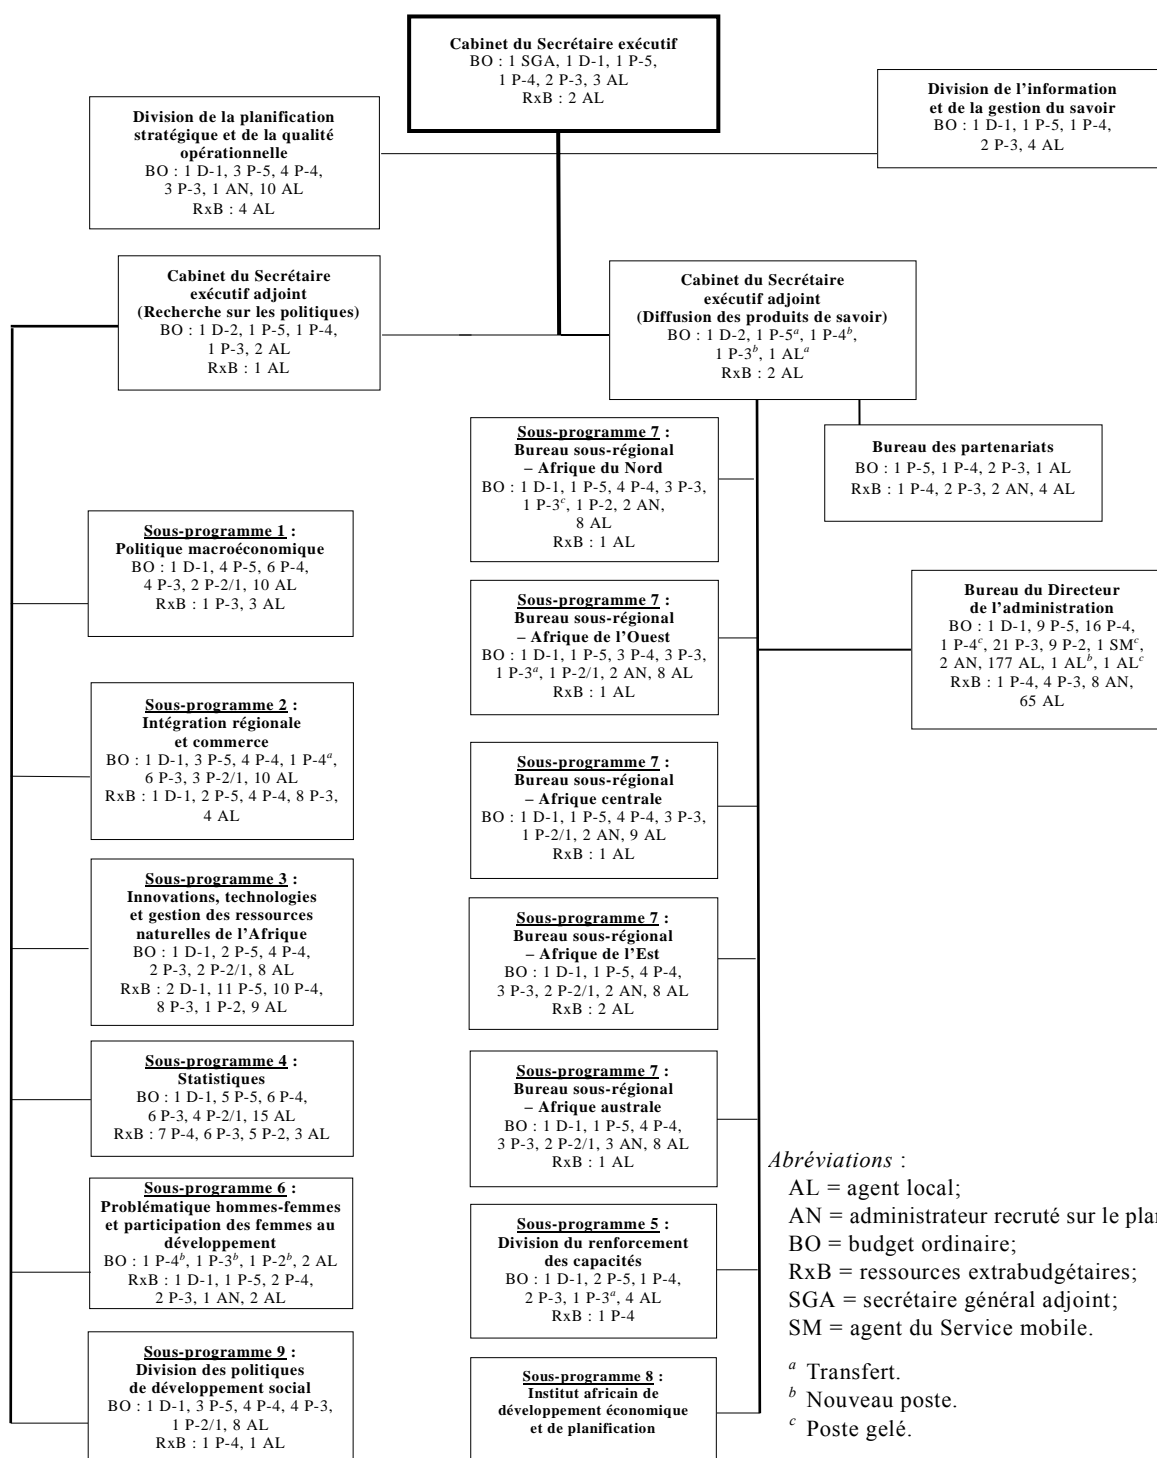 Cabinet du Secrétaire exécutif
BO : 1 SGA, 1 D-1, 1 P-5,
1 P-4, 2 P-3, 3 AL
RxB : 2 AL
Division de l’information
et de la gestion du savoir
BO : 1 D-1, 1 P-5, 1 P-4,
2 P-3, 4 AL
Division de la planification
stratégique et de la qualité
opérationnelle
BO : 1 D-1, 3 P-5, 4 P-4,
3 P-3, 1 AN, 10 AL
RxB : 4 AL
Cabinet du Secrétaire
exécutif adjoint
(Recherche sur les politiques)
BO : 1 D-2, 1 P-5, 1 P-4,
1 P-3, 2 AL
RxB : 1 AL
Cabinet du Secrétaire
exécutif adjoint
(Diffusion des produits de savoir)
BO : 1 D-2, 1 P-5a, 1 P-4b,
1 P-3b, 1 ALa
RxB : 2 AL
Bureau des partenariats
BO : 1 P-5, 1 P-4, 2 P-3, 1 AL
RxB : 1 P-4, 2 P-3, 2 AN, 4 AL
Bureau du Directeur
de l’administration
BO : 1 D-1, 9 P-5, 16 P-4,
1 P-4c, 21 P-3, 9 P-2, 1 SMc,
2 AN, 177 AL, 1 ALb, 1 ALc
RxB : 1 P-4, 4 P-3, 8 AN,
65 AL
Sous-programme 1 :
Politique macroéconomique
BO : 1 D-1, 4 P-5, 6 P-4,
4 P-3, 2 P-2/1, 10 AL
RxB : 1 P-3, 3 AL
Sous-programme 2 :
Intégration régionale
et commerce
BO : 1 D-1, 3 P-5, 4 P-4, 1 P-4a,
6 P-3, 3 P-2/1, 10 AL
RxB : 1 D-1, 2 P-5, 4 P-4, 8 P-3,
4 AL
Sous-programme 3 :
Innovations, technologies
et gestion des ressources
naturelles de l’Afrique
BO : 1 D-1, 2 P-5, 4 P-4,
2 P-3, 2 P-2/1, 8 AL
RxB : 2 D-1, 11 P-5, 10 P-4,
8 P-3, 1 P-2, 9 AL
Sous-programme 4 :
Statistiques
BO : 1 D-1, 5 P-5, 6 P-4,
6 P-3, 4 P-2/1, 15 AL
RxB : 7 P-4, 6 P-3, 5 P-2, 3 AL
Sous-programme 6 :
Problématique hommes-femmes
et participation des femmes au
développement
BO : 1 P-4b, 1 P-3b, 1 P-2b, 2 AL
RxB : 1 D-1, 1 P-5, 2 P-4,
2 P-3, 1 AN, 2 AL
Sous-programme 9 :
Division des politiques
de développement social
BO : 1 D-1, 3 P-5, 4 P-4, 4 P-3,
1 P-2/1, 8 AL
RxB : 1 P-4, 1 AL
Sous-programme 7 :
Bureau sous-régional
– Afrique du Nord
BO : 1 D-1, 1 P-5, 4 P-4, 3 P-3,
1 P-3c, 1 P-2, 2 AN,
8 AL
RxB : 1 AL
Sous-programme 7 :
Bureau sous-régional
– Afrique de l’Ouest
BO : 1 D-1, 1 P-5, 3 P-4, 3 P-3,
1 P-3a, 1 P-2/1, 2 AN, 8 AL
RxB : 1 AL
Sous-programme 7 :
Bureau sous-régional
– Afrique centrale
BO : 1 D-1, 1 P-5, 4 P-4, 3 P-3,
1 P-2/1, 2 AN, 9 AL
RxB : 1 AL
Sous-programme 7 :
Bureau sous-régional
– Afrique de l’Est
BO : 1 D-1, 1 P-5, 4 P-4,
3 P-3, 2 P-2/1, 2 AN, 8 AL
RxB : 2 AL
Sous-programme 7 :
Bureau sous-régional
– Afrique australe
BO : 1 D-1, 1 P-5, 4 P-4,
3 P-3, 2 P-2/1, 3 AN, 8 AL
RxB : 1 AL
Sous-programme 5 :
Division du renforcement
des capacités
BO : 1 D-1, 2 P-5, 1 P-4,
2 P-3, 1 P-3a, 4 AL
RxB : 1 P-4
Sous-programme 8 :
Institut africain de
développement économique
et de planification
Abréviations :
AL = agent local;
AN = administrateur recruté sur le plan
BO = budget ordinaire;
RxB = ressources extrabudgétaires;
SGA = secrétaire général adjoint;
SM = agent du Service mobile.
a Transfert.
b Nouveau poste.
c Poste gelé.